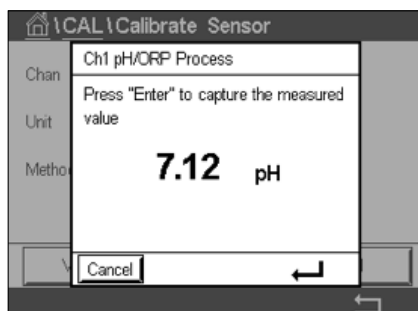 \CAL\Calibrate Sensor
Ch1 pH/ORP Process
Chan
Press "Enter" to capture the measured
value
Unit
7.12 pH
Cancel